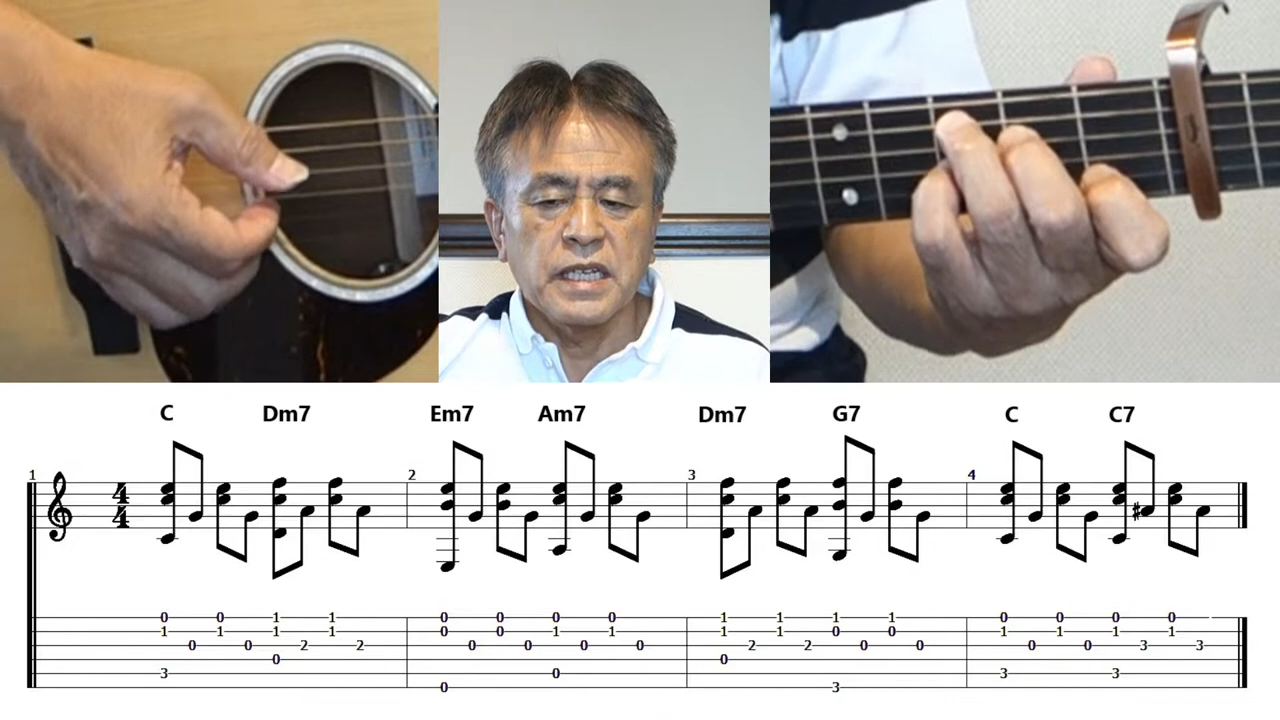 C Dm7 Em7 Am7 Dm7 G7 C C7
1 2 3 4
4
4
0 0 1 1 0 0 0 0 1 1 1 1 0 0 0 0
1 1 1 1 0 0 1 1 1 1 0 0 1 1 1 1
0 0 2 2 0 0 0 0 2 2 0 0 0 0 3 3
0 0
3 0 3 3
0 3